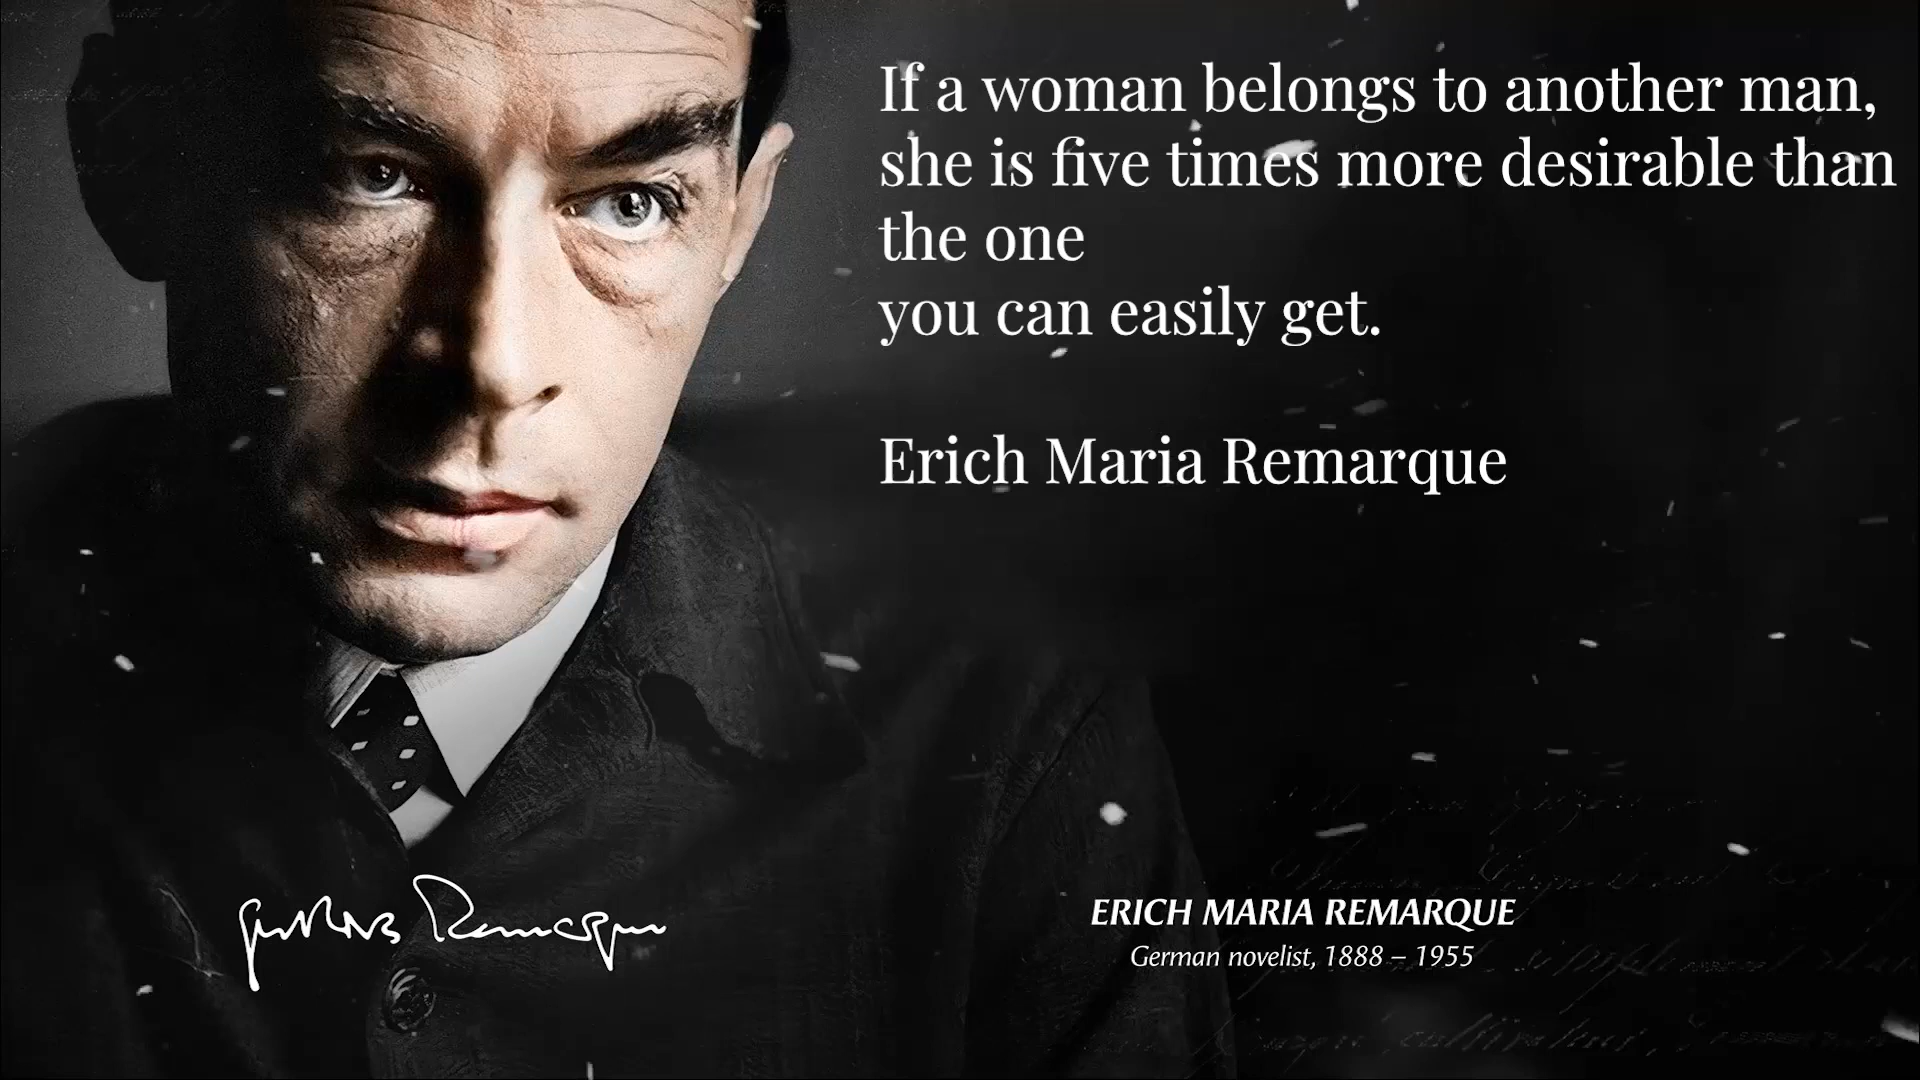 If a woman belongs to another man,
she is five times more desirable than
the one
you can easily get.
Erich Maria Remarque
ERICH MARIA REMARQUE
German novelist, 1888 – 1955